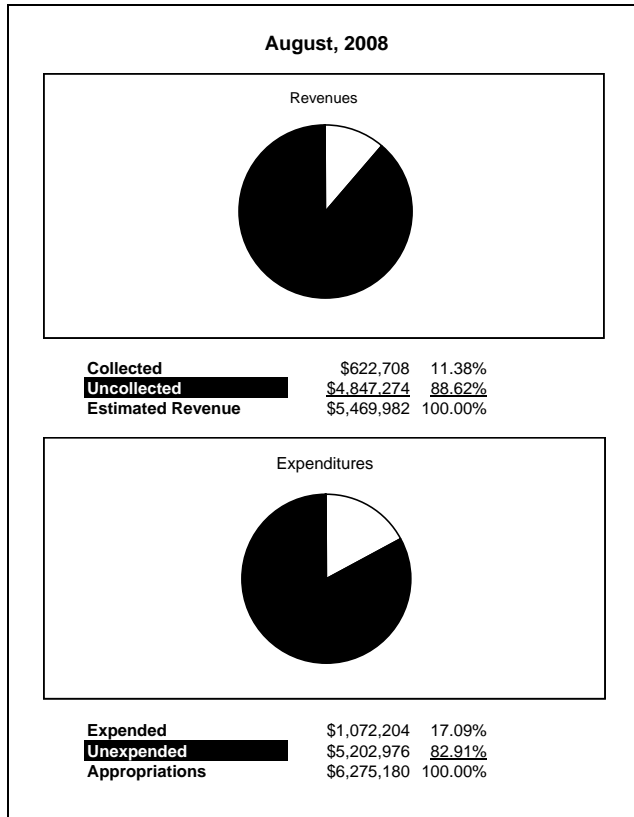 August, 2008
Revenues
Collected $622,708 11.38%
Uncollected $4,847,274 88.62%
Estimated Revenue $5,469,982 100.00%
Expenditures
Expended $1,072,204 17.09%
Unexpended $5,202,976 82.91%
Appropriations $6,275,180 100.00%